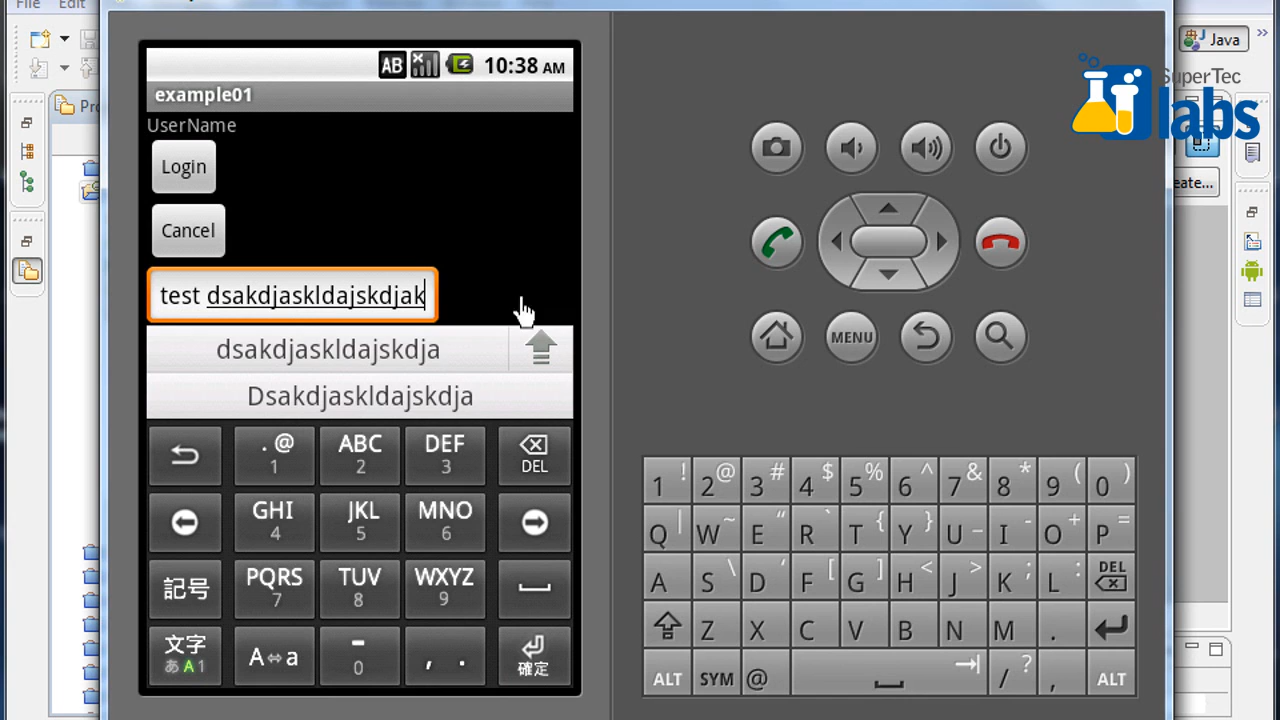 File Edit
AB 10:38 AM
example01
UserName
Login
Cancel
test dsakdjaskldajskdjak
dsakdjaskldajskdja
Dsakdjaskldajskdja
. @ 1 ABC 2 DEF 3 DEL
GHI 4 JKL 5 MNO 6
記号 PQRS 7 TUV 8 WXYZ 9
文字 あA1 A⇔a - 0 , . 確定
Java
SuperTec
labs
eate...
MENU
1 ! 2 @ 3 # 4 $ 5 % 6 ^ 7 & 8 * 9 ( 0 )
Q | W ~ E “ R ` T { Y } U _ I - O + P =
A S \ D ‘ F [ G ] H < J > K ; L : DEL
Z X C V B N M .
ALT SYM @ / ? , ALT